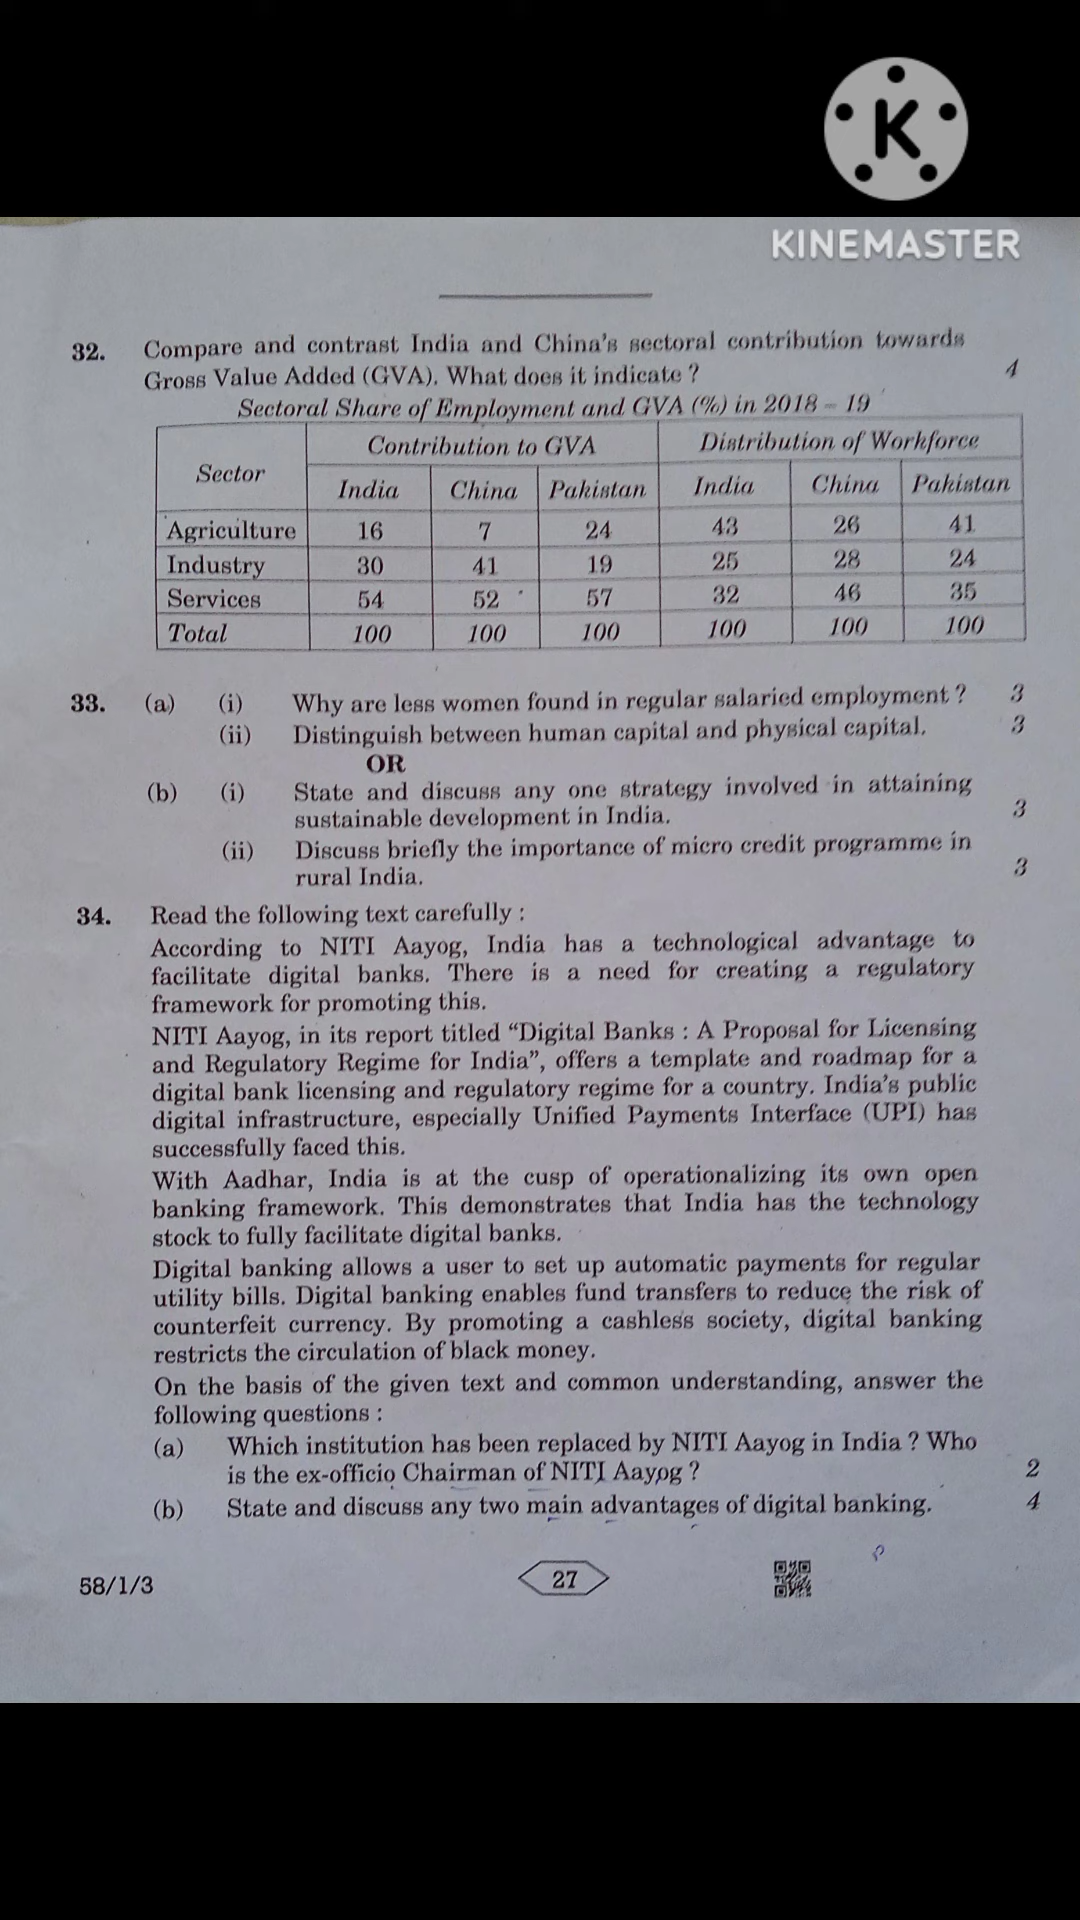 K
KINEMASTER
32. Compare and contrast India and China's sectoral contribution towards
Gross Value Added (GVA). What does it indicate ? 4
Sectoral Share of Employment and GVA (%) in 2018 – 19
Sector Contribution to GVA Distribution of Workforce
India China Pakistan India China Pakistan
Agriculture 16 7 24 43 26 41
Industry 30 41 19 25 28 24
Services 54 52 57 32 46 35
Total 100 100 100 100 100 100
33. (a) (i) Why are less women found in regular salaried employment ? 3
(ii) Distinguish between human capital and physical capital. 3
OR
(b) (i) State and discuss any one strategy involved in attaining
sustainable development in India. 3
(ii) Discuss briefly the importance of micro credit programme in
rural India. 3
34. Read the following text carefully :
According to NITI Aayog, India has a technological advantage to
facilitate digital banks. There is a need for creating a regulatory
framework for promoting this.
NITI Aayog, in its report titled “Digital Banks : A Proposal for Licensing
and Regulatory Regime for India”, offers a template and roadmap for a
digital bank licensing and regulatory regime for a country. India's public
digital infrastructure, especially Unified Payments Interface (UPI) has
successfully faced this.
With Aadhar, India is at the cusp of operationalizing its own open
banking framework. This demonstrates that India has the technology
stock to fully facilitate digital banks.
Digital banking allows a user to set up automatic payments for regular
utility bills. Digital banking enables fund transfers to reduce the risk of
counterfeit currency. By promoting a cashless society, digital banking
restricts the circulation of black money.
On the basis of the given text and common understanding, answer the
following questions :
(a) Which institution has been replaced by NITI Aayog in India ? Who
is the ex-officio Chairman of NITI Aayog ? 2
(b) State and discuss any two main advantages of digital banking. 4
58/1/3 27